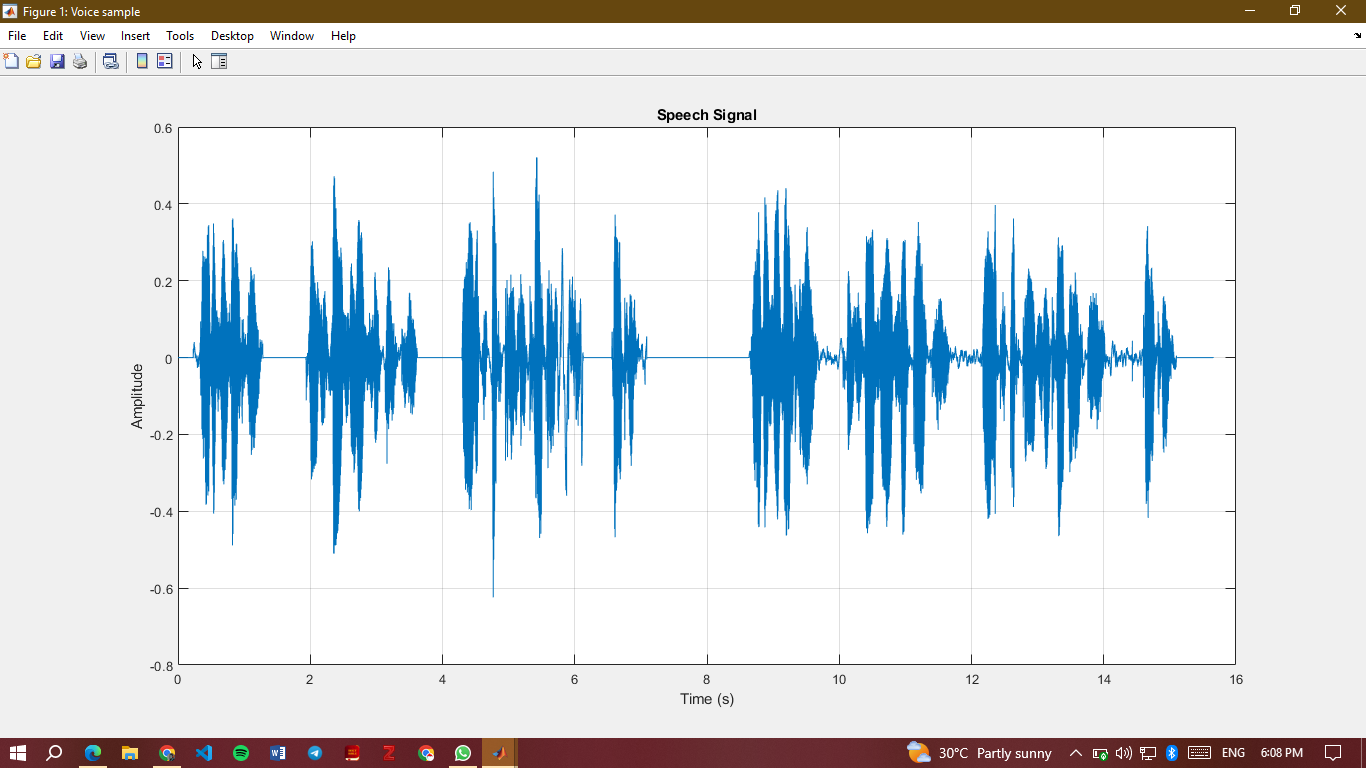 Figure 1: Voice sample
File Edit View Insert Tools Desktop Window Help
Speech Signal
0.6
0.4
0.2
0
-0.2
-0.4
-0.6
-0.8
Amplitude
0 2 4 6 8 10 12 14 16
Time (s)
30°C Partly sunny ENG 6:08 PM